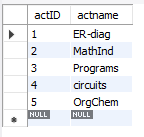 actID actname
1 ER-diag
2 MathInd
3 Programs
4 circuits
5 OrgChem
NULL NULL